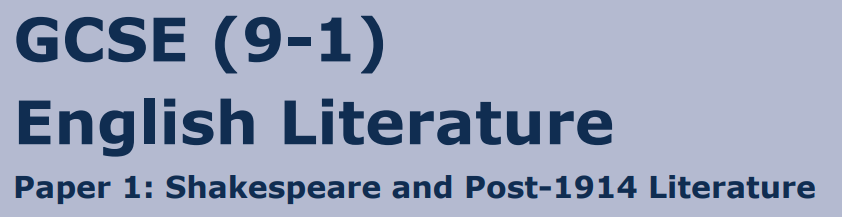 GCSE (9-1)
English Literature
Paper 1: Shakespeare and Post-1914 Literature